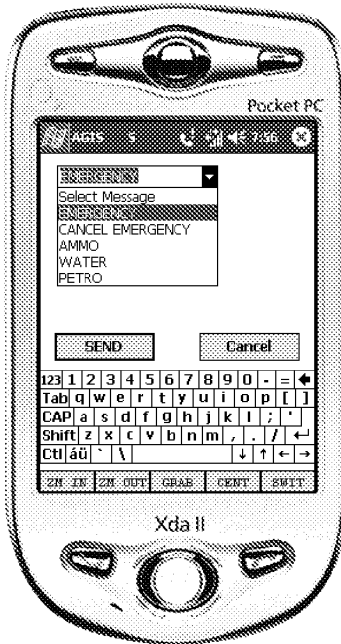 Pocket PC
AGIS S 2:56
EMERGENCY
Select Message
EMERGENCY
CANCEL EMERGENCY
AMMO
WATER
PETRO
SEND Cancel
123 1 2 3 4 5 6 7 8 9 0 - =
Tab q w e r t y u i o p [ ]
CAP a s d f g h j k l ; '
Shift z x c v b n m , . /
Ctl áü ` \
ZM IN ZM OUT GRAB CENT SWIT
Xda II